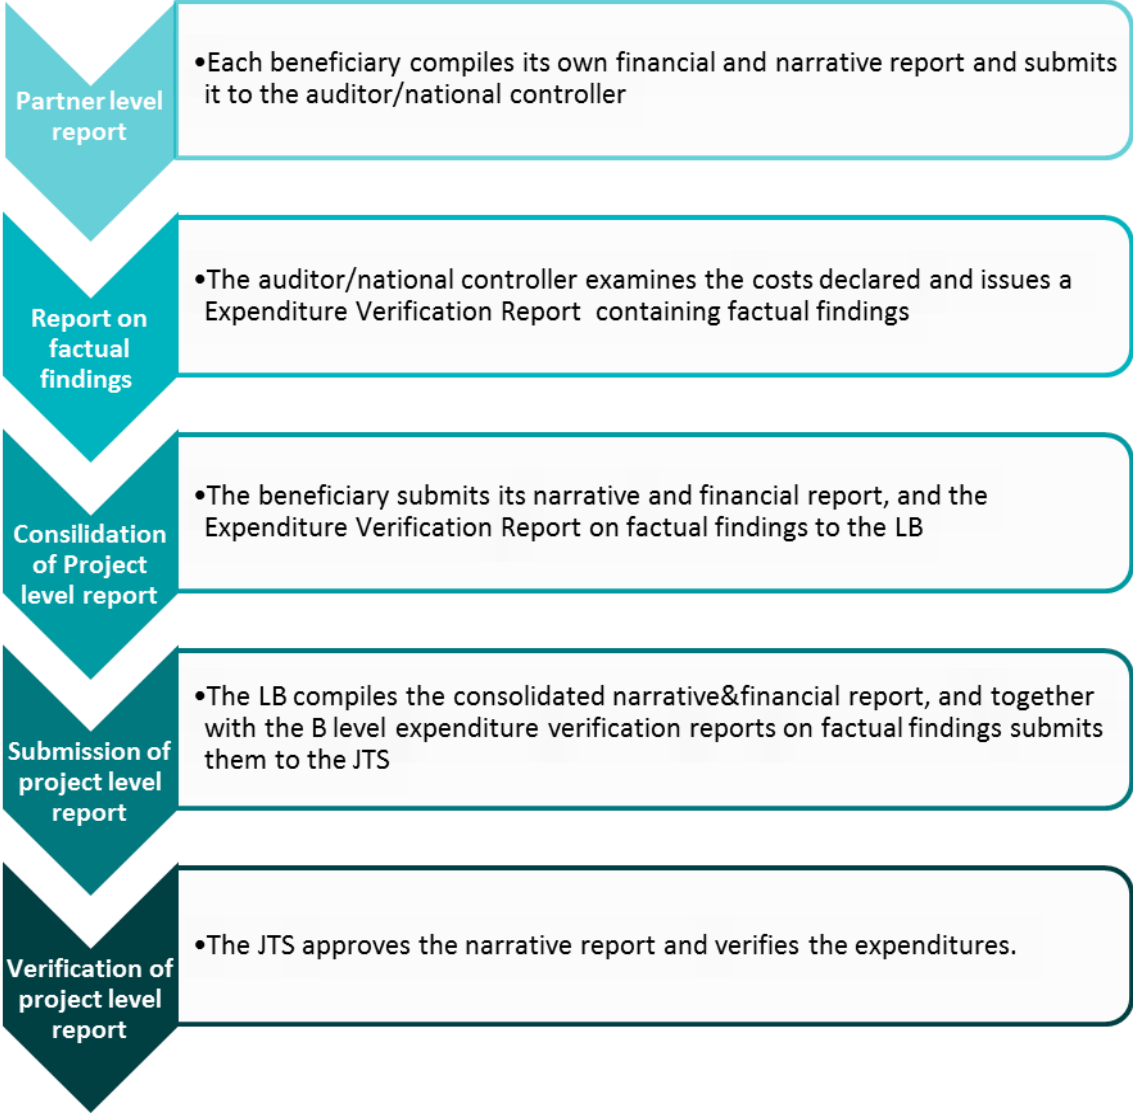 Partner level
report
•Each beneficiary compiles its own financial and narrative report and submits
it to the auditor/national controller
Report on
factual
findings
•The auditor/national controller examines the costs declared and issues a
Expenditure Verification Report containing factual findings
Consilidation
of Project
level report
•The beneficiary submits its narrative and financial report, and the
Expenditure Verification Report on factual findings to the LB
Submission of
project level
report
•The LB compiles the consolidated narrative&financial report, and together
with the B level expenditure verification reports on factual findings submits
them to the JTS
Verification of
project level
report
•The JTS approves the narrative report and verifies the expenditures.